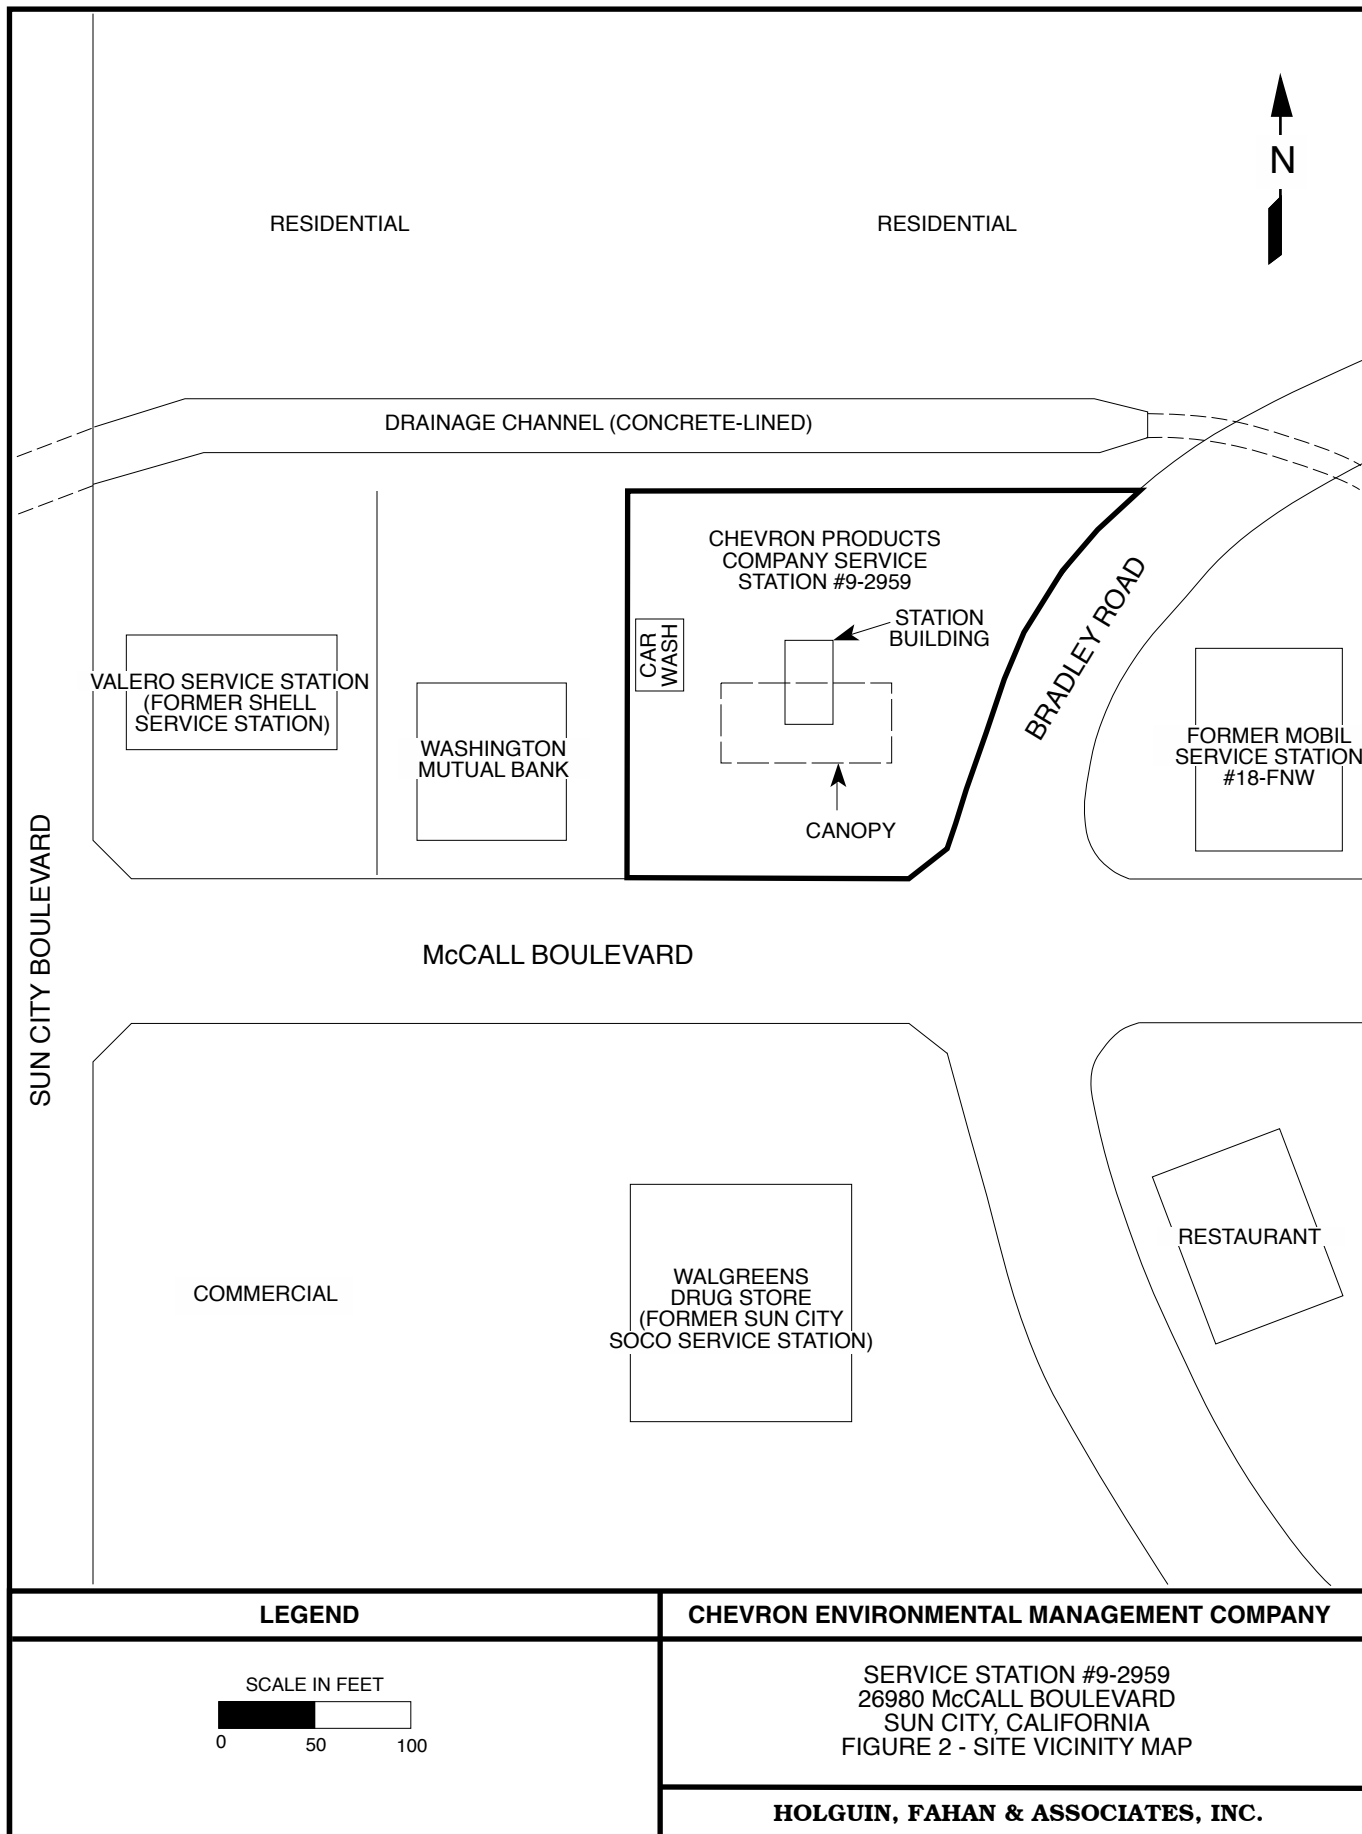 N
RESIDENTIAL
RESIDENTIAL
DRAINAGE CHANNEL (CONCRETE-LINED)
CHEVRON PRODUCTS
COMPANY SERVICE
STATION #9-2959
STATION
BUILDING
CAR
WASH
CANOPY
BRADLEY ROAD
VALERO SERVICE STATION
(FORMER SHELL
SERVICE STATION)
WASHINGTON
MUTUAL BANK
FORMER MOBIL
SERVICE STATION
#18-FNW
SUN CITY BOULEVARD
McCALL BOULEVARD
COMMERCIAL
WALGREENS
DRUG STORE
(FORMER SUN CITY
SOCO SERVICE STATION)
RESTAURANT
LEGEND
SCALE IN FEET
0 50 100
CHEVRON ENVIRONMENTAL MANAGEMENT COMPANY
SERVICE STATION #9-2959
26980 McCALL BOULEVARD
SUN CITY, CALIFORNIA
FIGURE 2 - SITE VICINITY MAP
HOLGUIN, FAHAN & ASSOCIATES, INC.